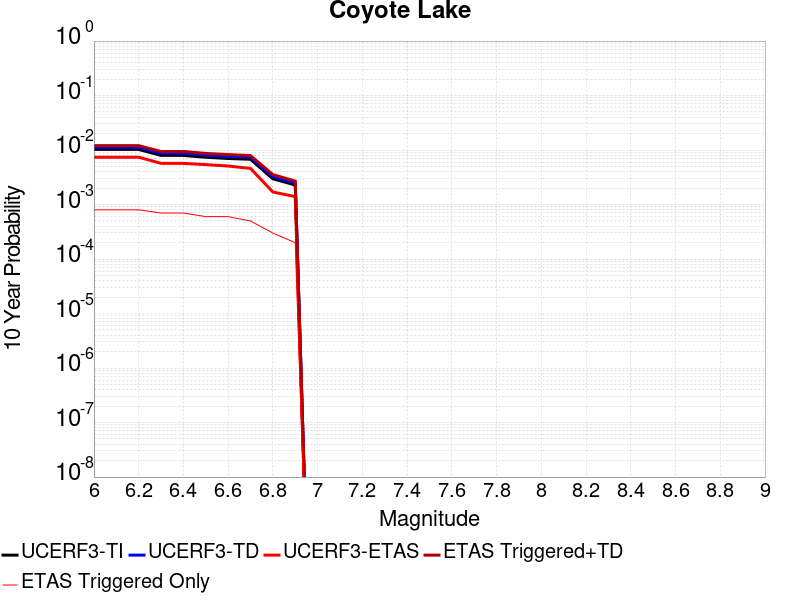 Coyote Lake
10^0
10^-1
10^-2
10^-3
10^-4
10^-5
10^-6
10^-7
10^-8
10 Year Probability
6 6.2 6.4 6.6 6.8 7 7.2 7.4 7.6 7.8 8 8.2 8.4 8.6 8.8 9
Magnitude
UCERF3-TI UCERF3-TD UCERF3-ETAS ETAS Triggered+TD
ETAS Triggered Only